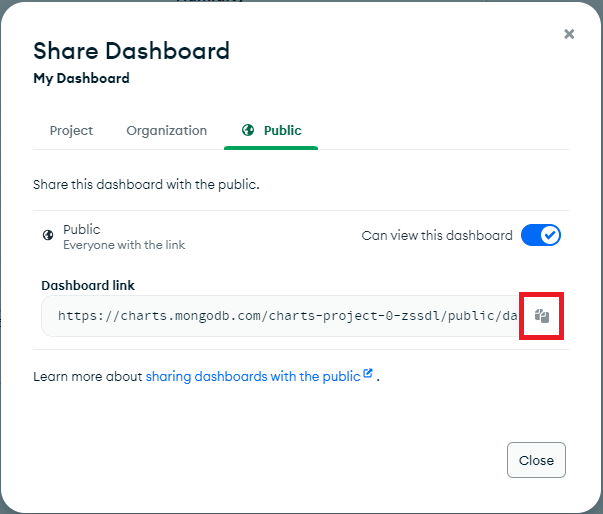 Share Dashboard
My Dashboard
Project Organization Public
Share this dashboard with the public.
Public
Everyone with the link
Can view this dashboard
Dashboard link
https://charts.mongodb.com/charts-project-0-zssdl/public/da
Learn more about sharing dashboards with the public .
Close